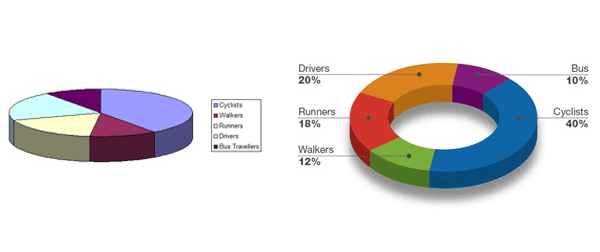 Cyclists
Walkers
Runners
Drivers
Bus Travellers
Drivers
20%
Runners
18%
Walkers
12%
Bus
10%
Cyclists
40%